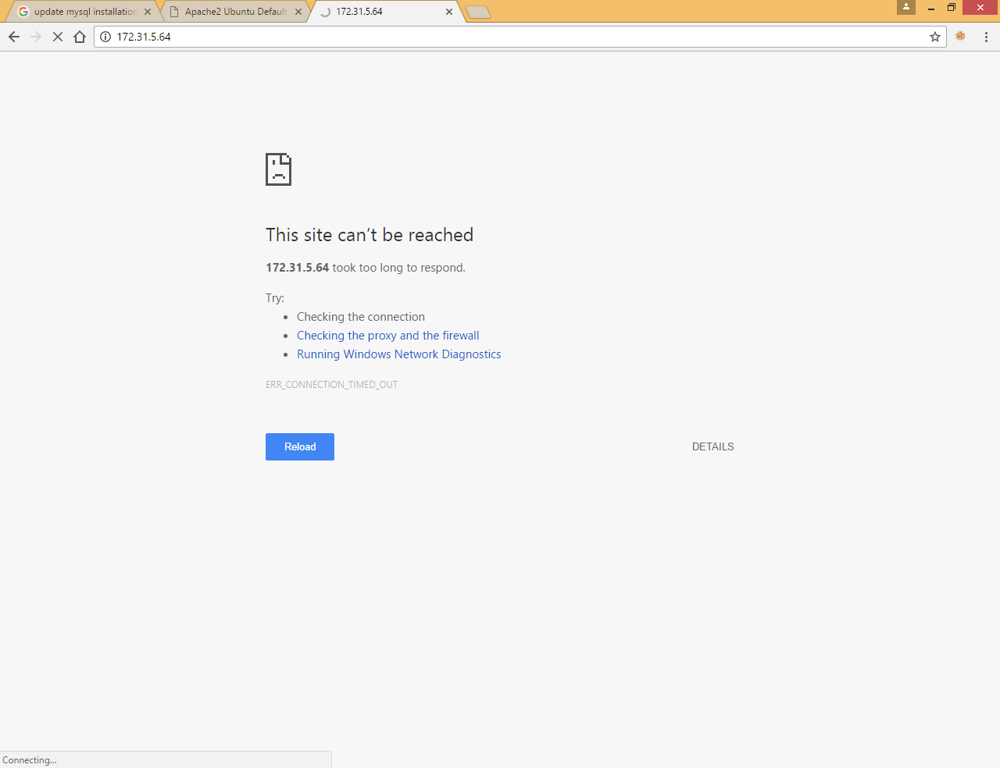 update mysql installation
Apache2 Ubuntu Default
172.31.5.64
172.31.5.64
This site can’t be reached
172.31.5.64 took too long to respond.
Try:
Checking the connection
Checking the proxy and the firewall
Running Windows Network Diagnostics
ERR_CONNECTION_TIMED_OUT
Reload
DETAILS
Connecting...